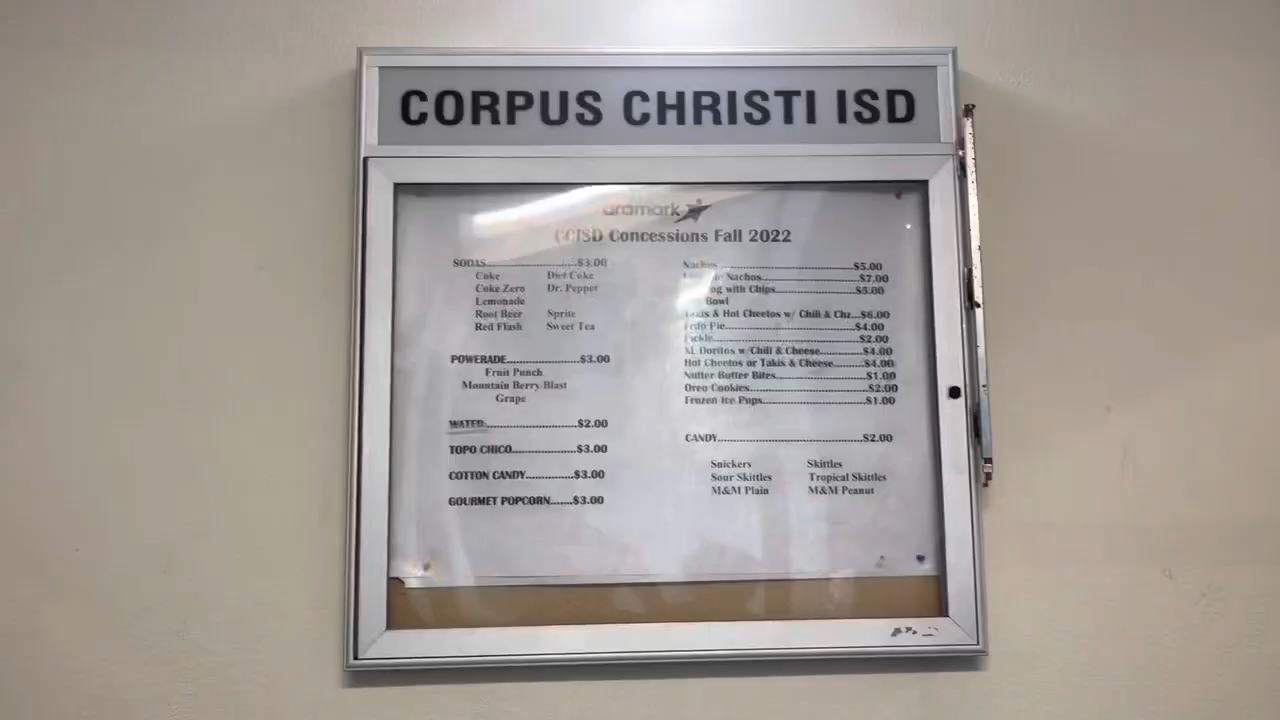 CORPUS CHRISTI ISD
aramark
CCISD Concessions Fall 2022
SODAS.....................$3.00
Coke Diet Coke
Coke Zero Dr. Pepper
Lemonade
Root Beer Sprite
Red Flash Sweet Tea
POWERADE................$3.00
Fruit Punch
Mountain Berry Blast
Grape
WATER.....................$2.00
TOPO CHICO.....................$3.00
COTTON CANDY...........$3.00
GOURMET POPCORN......$3.00
Nachos..............................$5.00
Nachos......................$7.00
with Chips.................$5.00
Bowl
Takis & Hot Cheetos w/ Chili & Chz...$6.00
Frito Pie..............................$4.00
Pickle..................................$2.00
XL Doritos w/Chili & Cheese..........$4.00
Hot Cheetos or Takis & Cheese........$4.00
Nutter Butter Bites....................$1.00
Oreo Cookies...........................$2.00
Frozen Ice Pops........................$1.00
CANDY..................................$2.00
Snickers Skittles
Sour Skittles Tropical Skittles
M&M Plain M&M Peanut